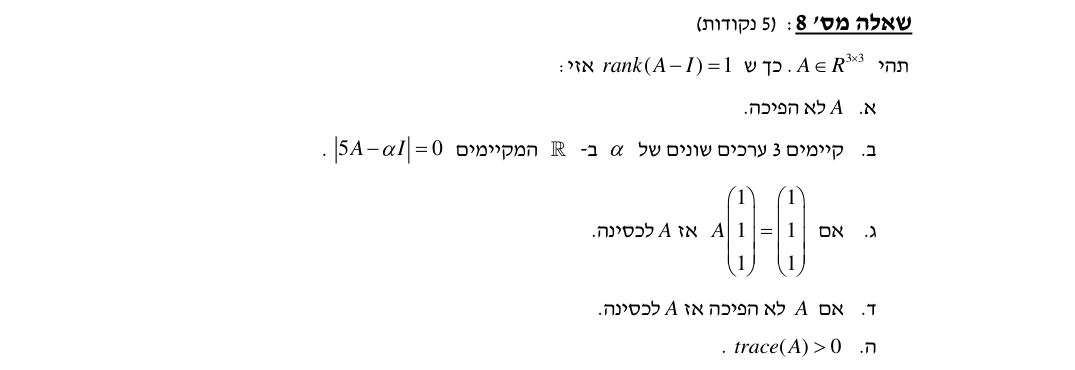 שאלה מס' 8 : (5 נקודות)
תהי A ∈ R^{3×3} . כך ש rank(A − I) = 1 אזי :
א. A לא הפיכה.
ב. קיימים 3 ערכים שונים של α ב- ℝ המקיימים |5A − αI| = 0 .
ג. אם A(1 1 1) = (1 1 1) אז A לכסינה.
ד. אם A לא הפיכה אז A לכסינה.
ה. trace(A) > 0 .